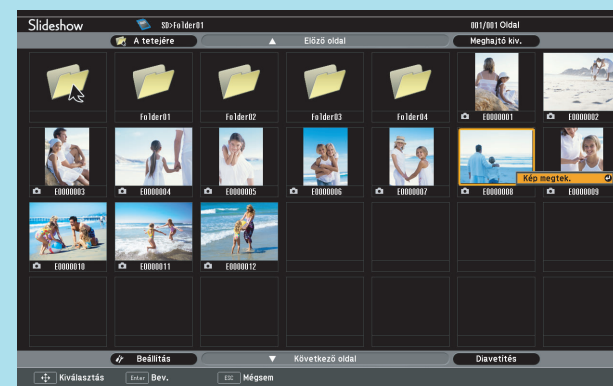 Slideshow SD>Folder01 001/001 Oldal
A tetejére Előző oldal Meghajtó kiv.
Folder01 Folder02 Folder03 Folder04 E0000001 E0000002
Kép megtek.
E0000003 E0000004 E0000005 E0000006 E0000007 E0000008 E0000009
E0000010 E0000011 E0000012
Beállítás Következő oldal Diavetítés
Kiválasztás Enter Bev. ESC Mégsem